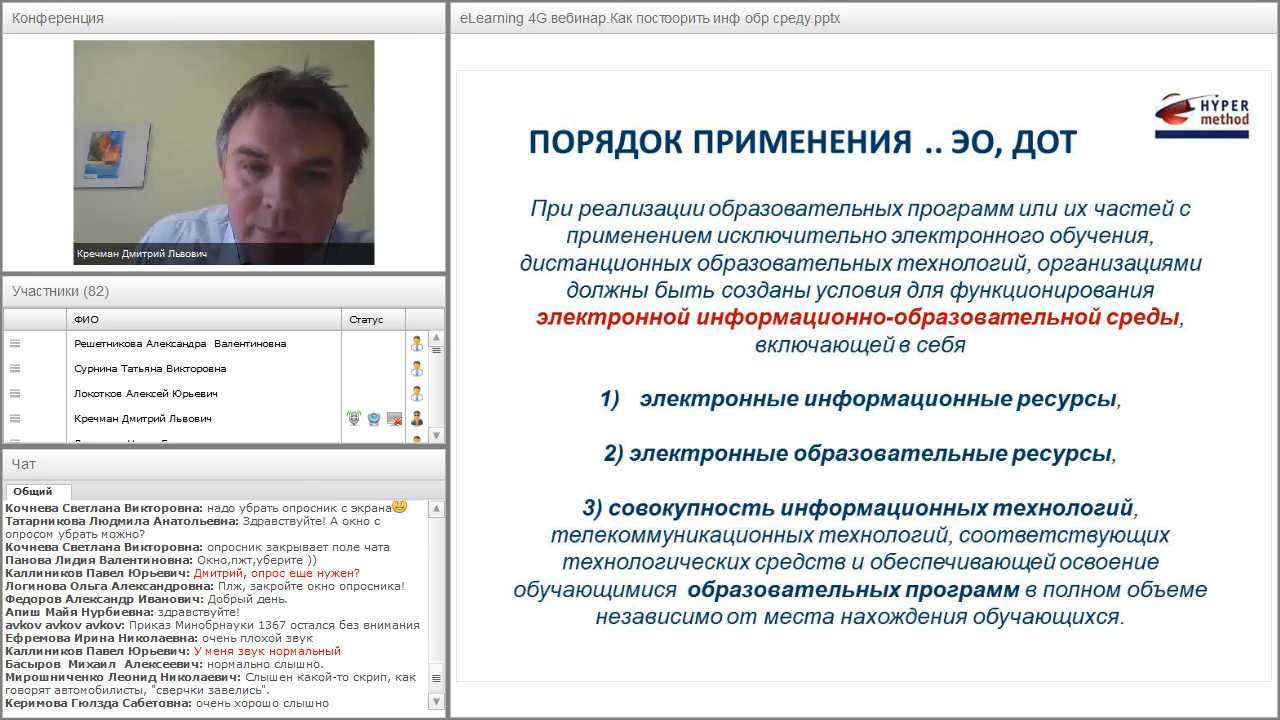 Конференция
Кречман Дмитрий Львович
Участники (82)
ФИО
Статус
Решетникова Александра Валентиновна
Сурнина Татьяна Викторовна
Локотков Алексей Юрьевич
Кречман Дмитрий Львович
Чат
Общий
Кочнева Светлана Викторовна: надо убрать опросник с экрана
Татарникова Людмила Анатольевна: Здравствуйте! А окно с
опросом убрать можно?
Кочнева Светлана Викторовна: опросник закрывает поле чата
Панова Лидия Валентиновна: Окно,пжт,уберите ))
Каллиников Павел Юрьевич: Дмитрий, опрос еще нужен?
Логинова Ольга Александровна: Плж, закройте окно опросника!
Федоров Александр Иванович: Добрый день.
Апиш Майя Нурбиевна: здравствуйте!
avkov avkov avkov: Приказ Минобрнауки 1367 остался без внимания
Ефремова Ирина Николаевна: очень плохой звук
Каллиников Павел Юрьевич: У меня звук нормальный
Басыров Михаил Алексеевич: нормально слышно.
Мирошниченко Леонид Николаевич: Слышен какой-то скрип, как
говорят автомобилисты, "сверчки завелись".
Керимова Гюлзда Сабетовна: очень хорошо слышно
eLearning 4G.вебинар.Как постоорить инф обр среду.pptx
HYPER
method
ПОРЯДОК ПРИМЕНЕНИЯ .. ЭО, ДОТ
При реализации образовательных программ или их частей с
применением исключительно электронного обучения,
дистанционных образовательных технологий, организациями
должны быть созданы условия для функционирования
электронной информационно-образовательной среды,
включающей в себя
1) электронные информационные ресурсы,
2) электронные образовательные ресурсы,
3) совокупность информационных технологий,
телекоммуникационных технологий, соответствующих
технологических средств и обеспечивающей освоение
обучающимися образовательных программ в полном объеме
независимо от места нахождения обучающихся.